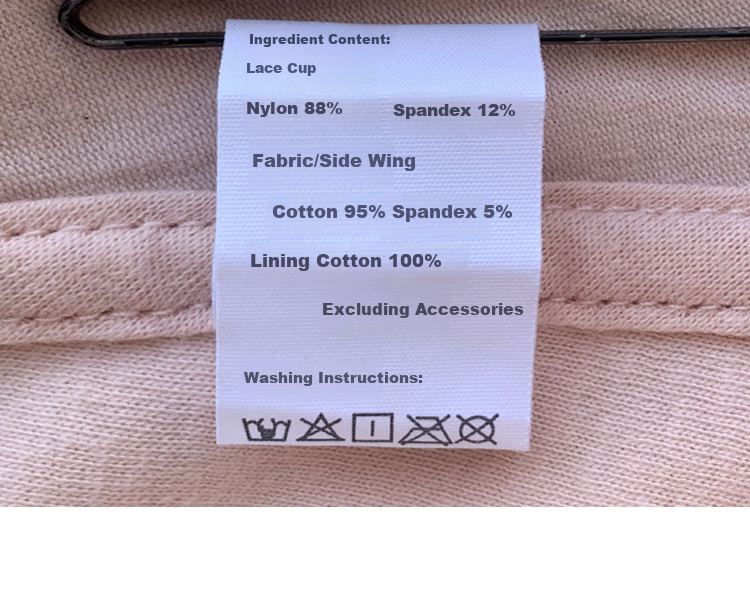 Ingredient Content:
Lace Cup
Nylon 88% Spandex 12%
Fabric/Side Wing
Cotton 95% Spandex 5%
Lining Cotton 100%
Excluding Accessories
Washing Instructions: